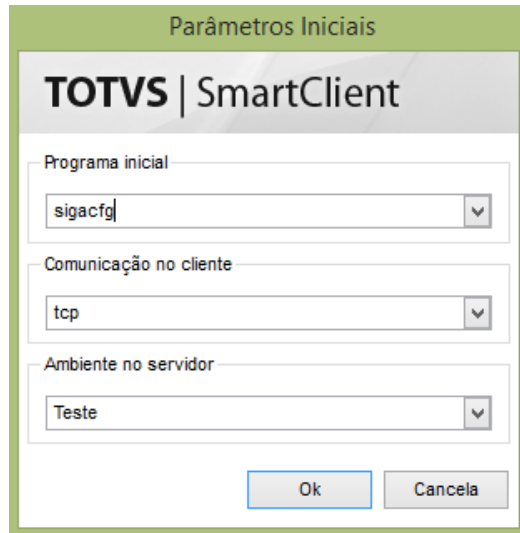 Parâmetros Iniciais
TOTVS | SmartClient
Programa inicial
sigacfg
Comunicação no cliente
tcp
Ambiente no servidor
Teste
Ok Cancela